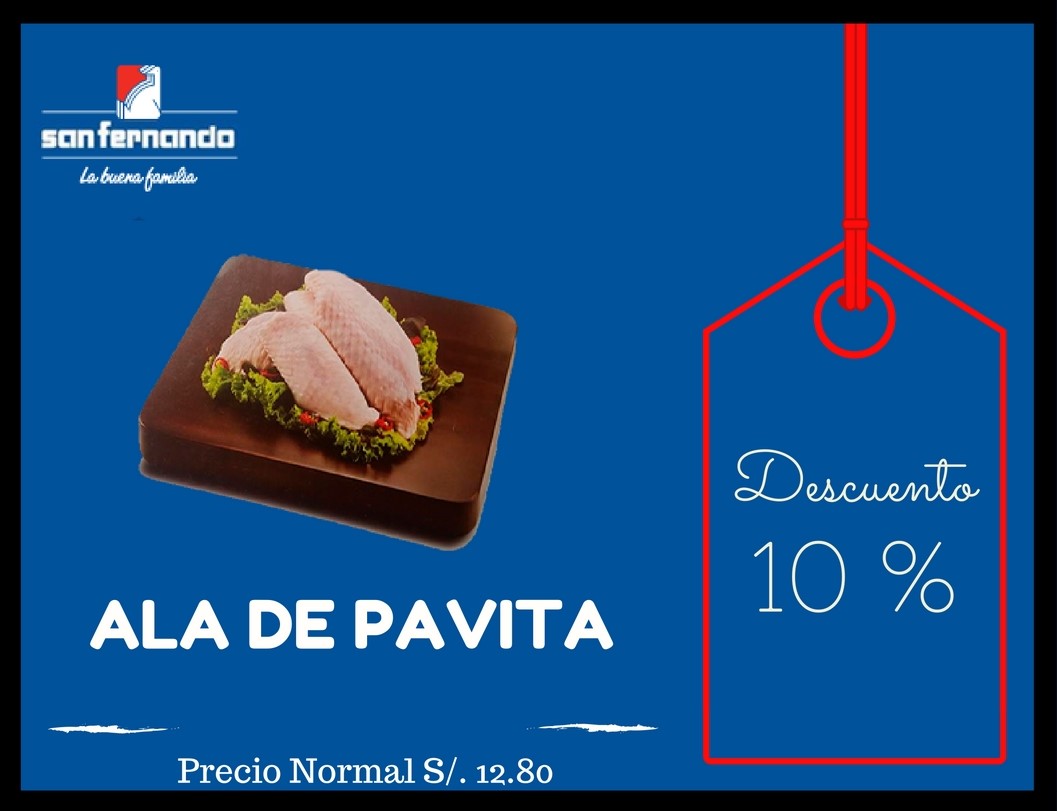 san fernando
La buena familia
Descuento
10 %
ALA DE PAVITA
Precio Normal S/. 12.80